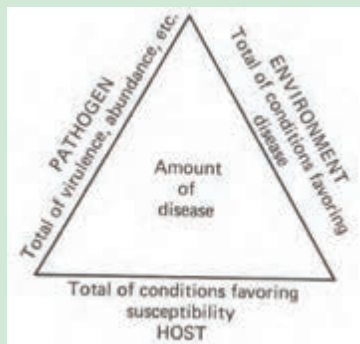 PATHOGEN
Total of virulence, abundance, etc.
ENVIRONMENT
Total of conditions favoring
disease
Amount
of
disease
Total of conditions favoring
susceptibility
HOST